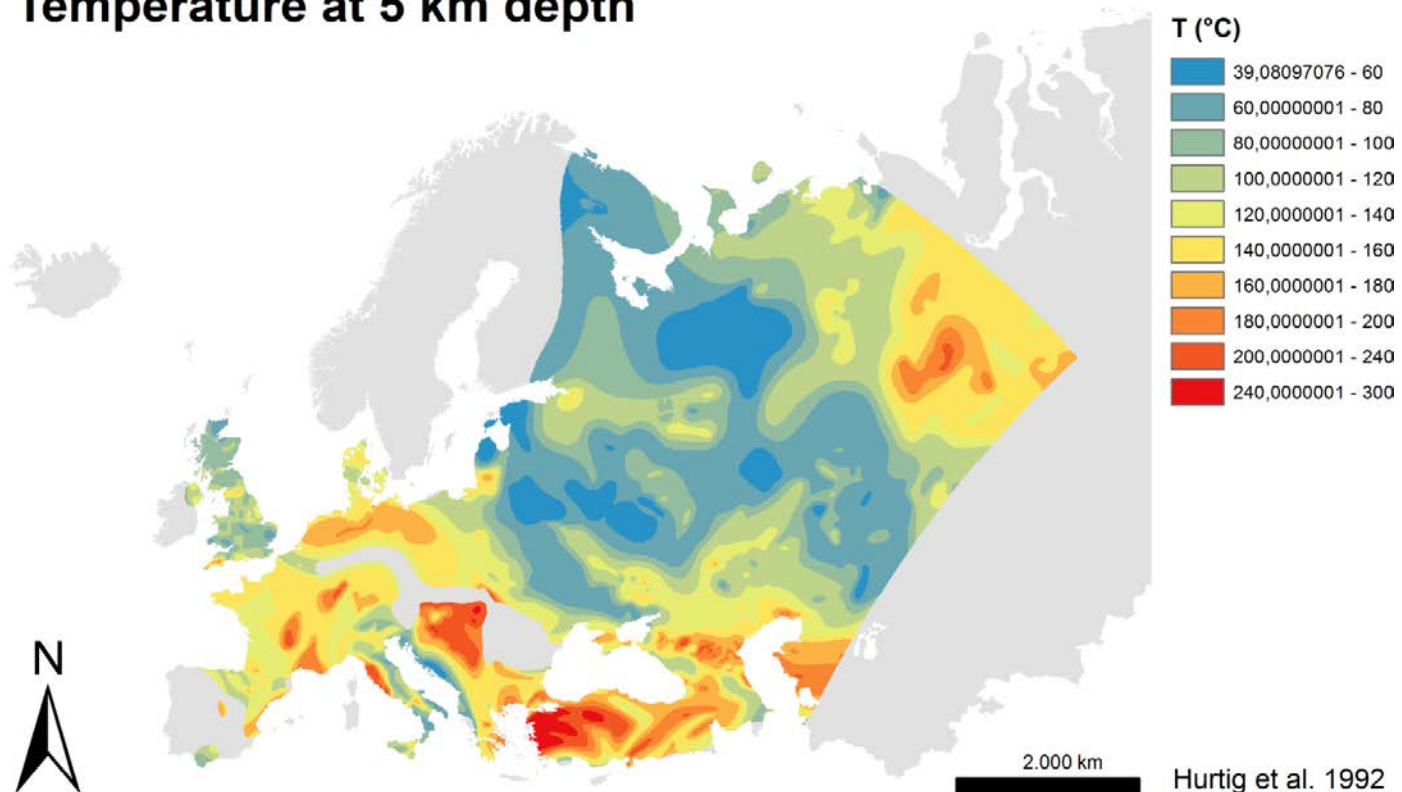 Temperature at 5 km depth
T (°C)
39,08097076 - 60
60,00000001 - 80
80,00000001 - 100
100,0000001 - 120
120,0000001 - 140
140,0000001 - 160
160,0000001 - 180
180,0000001 - 200
200,0000001 - 240
240,0000001 - 300
N
2.000 km
Hurtig et al. 1992